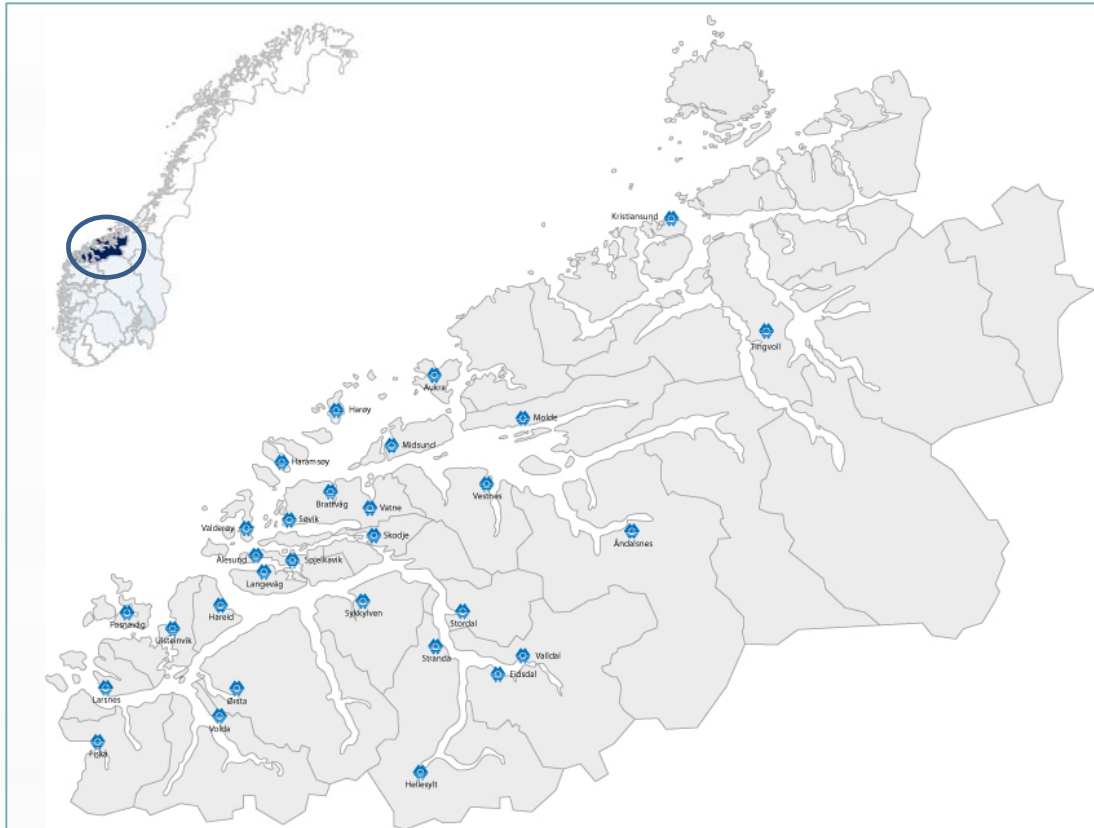 Kristiansund
Tingvoll
Aukra
Harøy
Molde
Midsund
Haramsøy
Vestnes
Brattvåg
Vatne
Søvik
Valderøy
Åndalsnes
Skodje
Ålesund
Spjelkavik
Langevåg
Sykkylven
Hareid
Fosnavåg
Stordal
Ulsteinvik
Stranda
Valldal
Eidsdal
Larsnes
Ørsta
Volda
Fiskå
Hellesylt